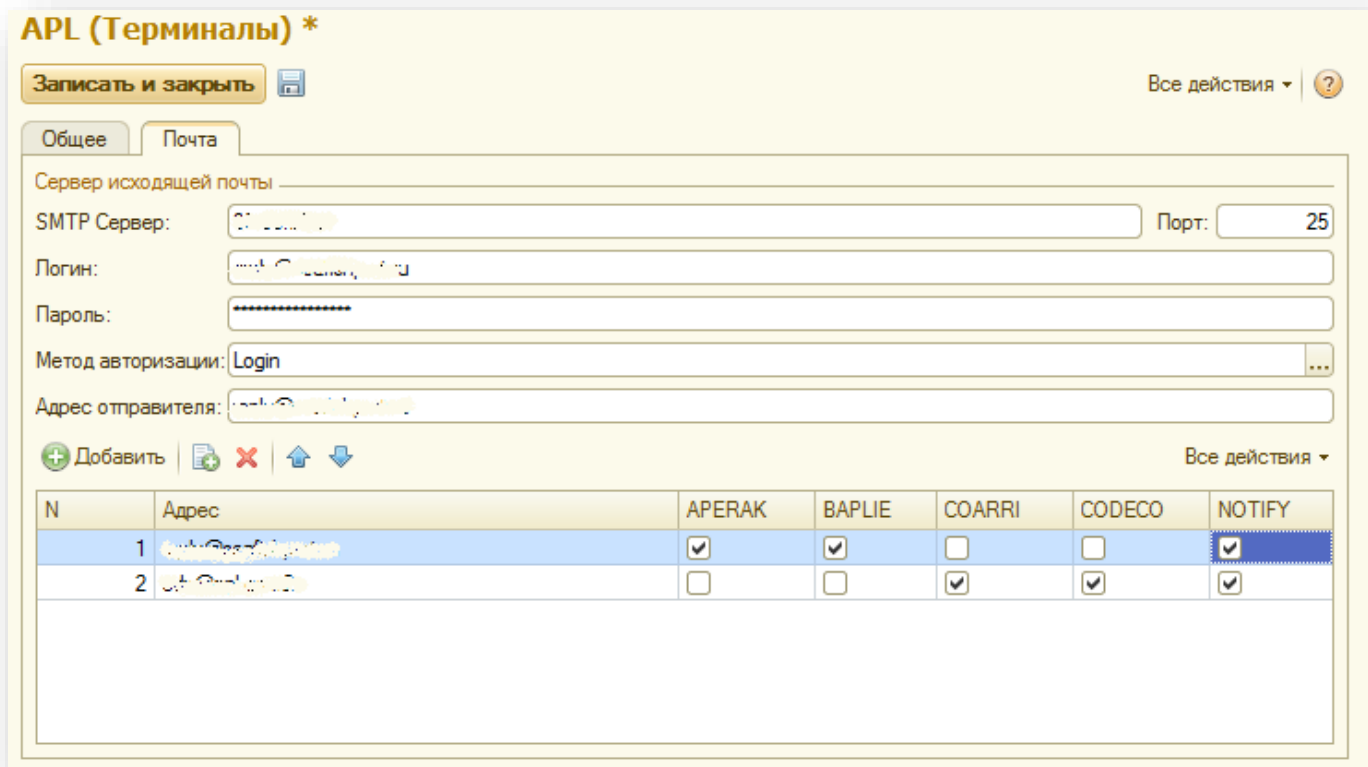 APL (Терминалы) *
Записать и закрыть Все действия ?
Общее Почта
Сервер исходящей почты
SMTP Сервер: Порт: 25
Логин:
Пароль: ****************
Метод авторизации: Login ...
Адрес отправителя:
Добавить Все действия
N Адрес APERAK BAPLIE COARRI CODECO NOTIFY
1
2